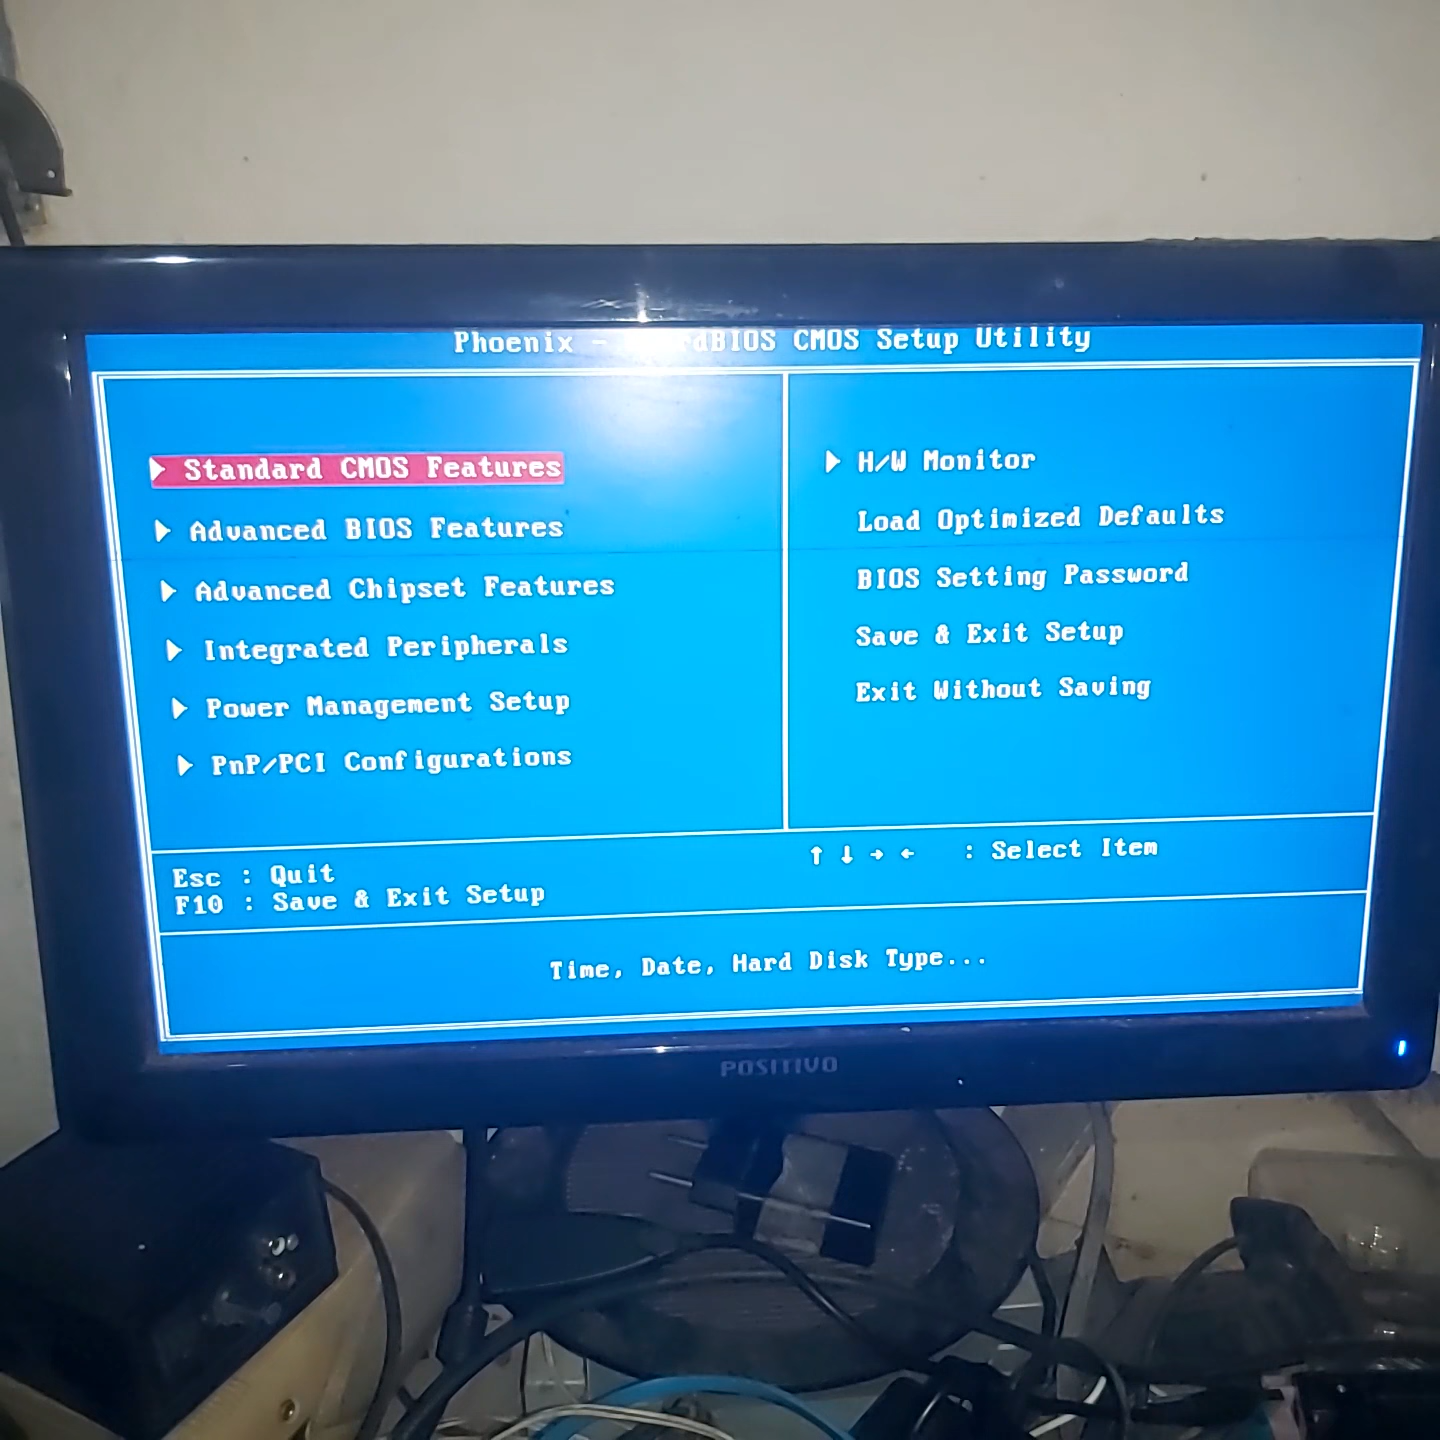 Phoenix - dBIOS CMOS Setup Utility
Standard CMOS Features
Advanced BIOS Features
Advanced Chipset Features
Integrated Peripherals
Power Management Setup
PnP/PCI Configurations
H/W Monitor
Load Optimized Defaults
BIOS Setting Password
Save & Exit Setup
Exit Without Saving
Esc : Quit
F10 : Save & Exit Setup
↑ ↓ → ← : Select Item
Time, Date, Hard Disk Type...
POSITIVO